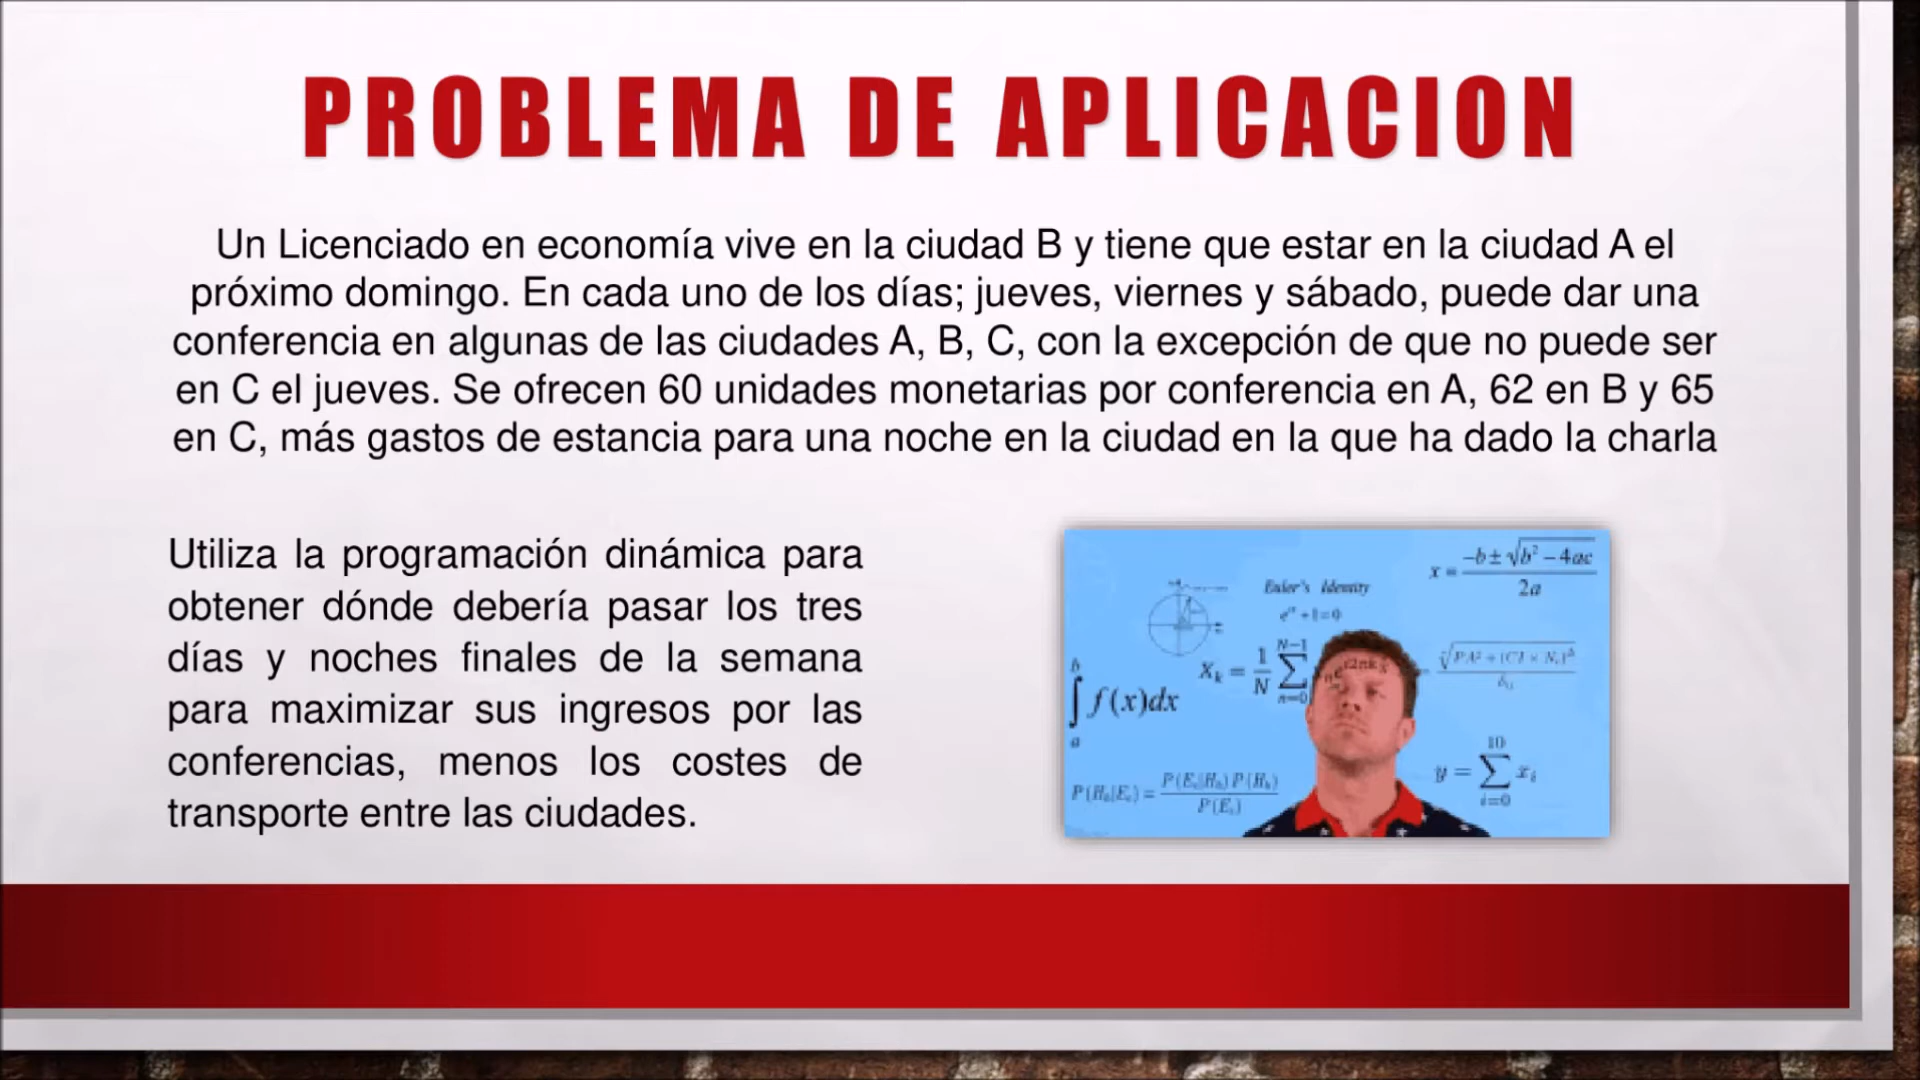 PROBLEMA DE APLICACION
Un Licenciado en economía vive en la ciudad B y tiene que estar en la ciudad A el
próximo domingo. En cada uno de los días; jueves, viernes y sábado, puede dar una
conferencia en algunas de las ciudades A, B, C, con la excepción de que no puede ser
en C el jueves. Se ofrecen 60 unidades monetarias por conferencia en A, 62 en B y 65
en C, más gastos de estancia para una noche en la ciudad en la que ha dado la charla
Utiliza la programación dinámica para
obtener dónde debería pasar los tres
días y noches finales de la semana
para maximizar sus ingresos por las
conferencias, menos los costes de
transporte entre las ciudades.
x = −b ± √b² − 4ac / 2a
Euler's Identity
∫ f(x)dx
b
a
X_k = 1/N ∑ N−1 n=0
y = ∑ x_i
10
i=0